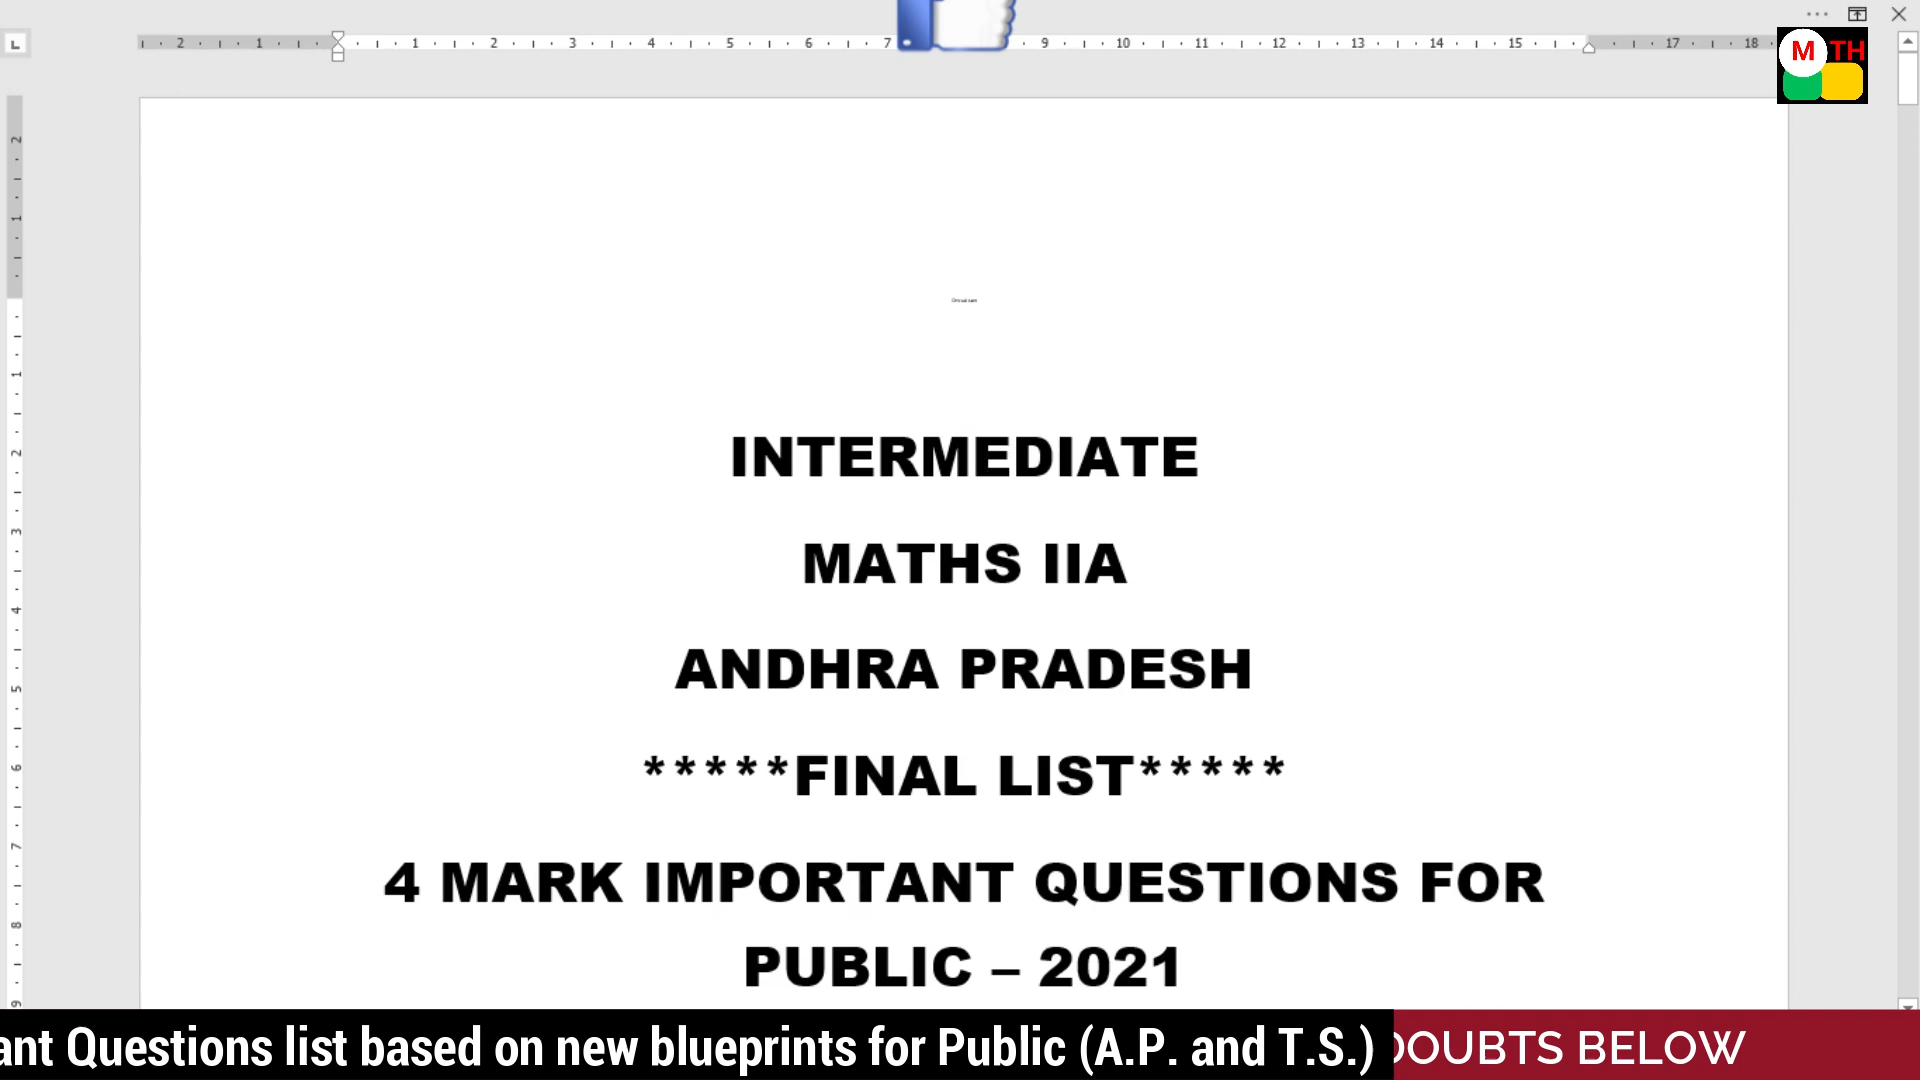 M TH
INTERMEDIATE
MATHS IIA
ANDHRA PRADESH
*****FINAL LIST*****
4 MARK IMPORTANT QUESTIONS FOR
PUBLIC – 2021
ant Questions list based on new blueprints for Public (A.P. and T.S.)
DOUBTS BELOW